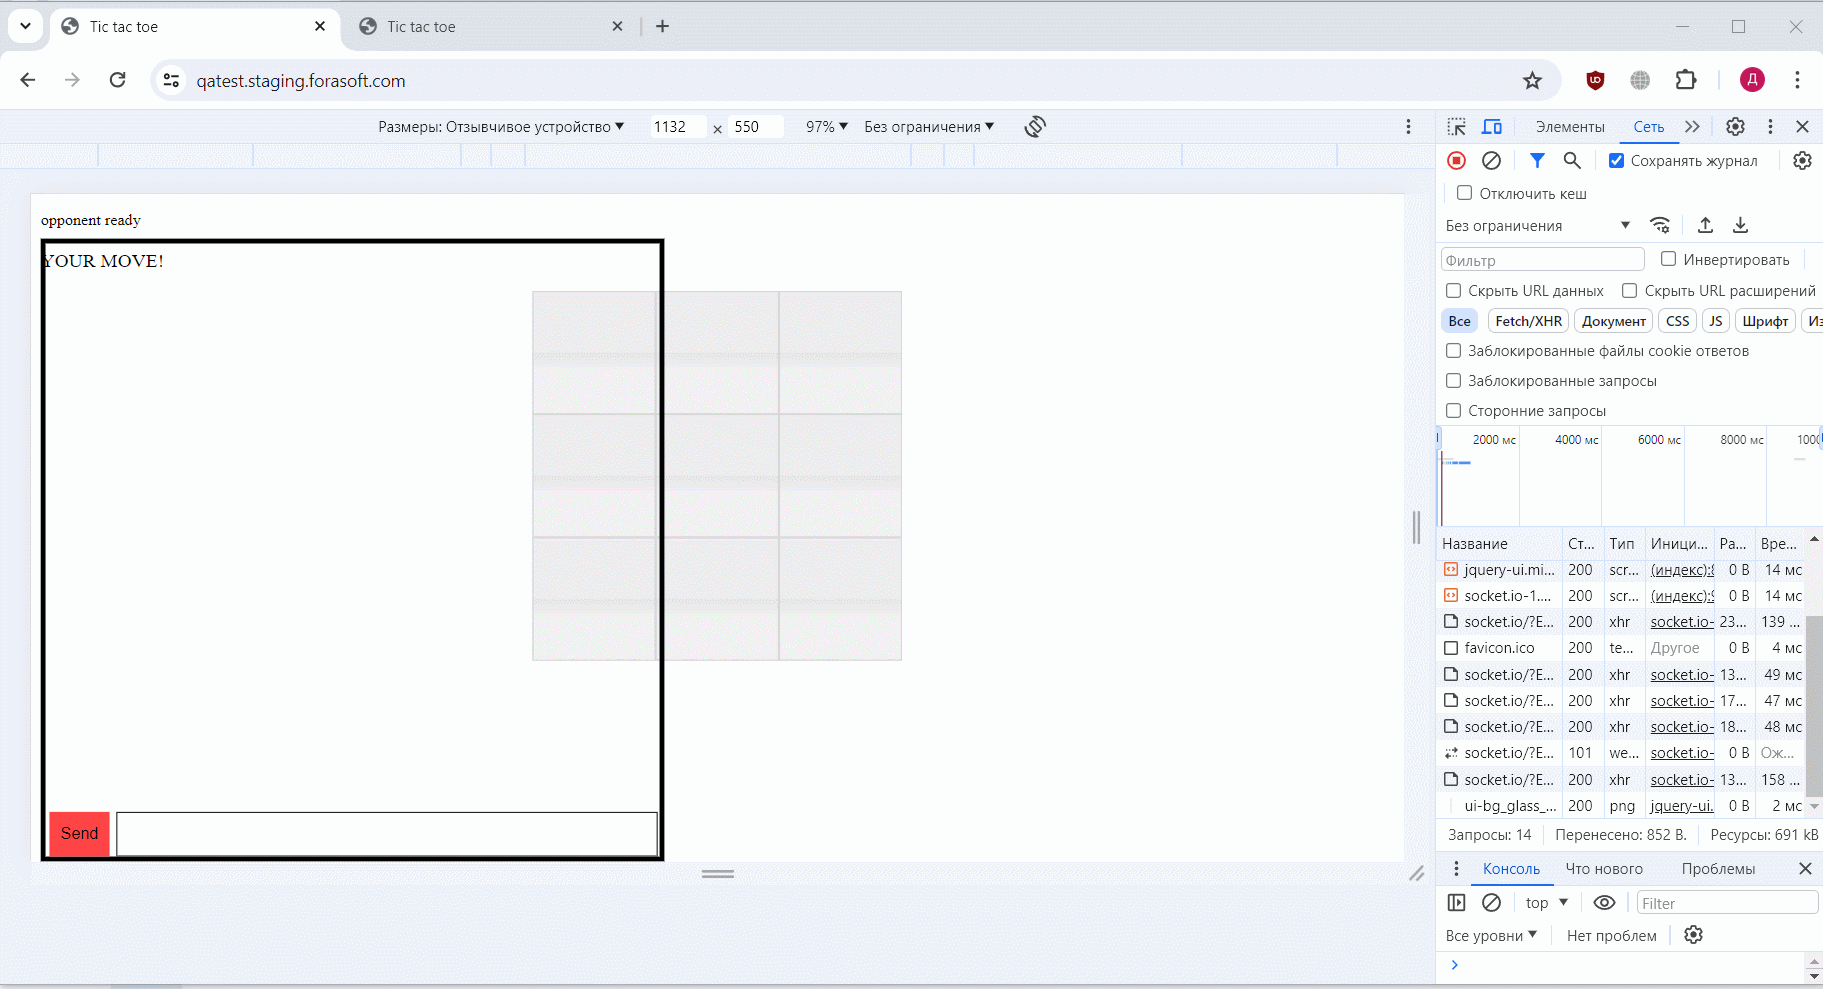 Tic tac toe
Tic tac toe
qatest.staging.forasoft.com
Д
Размеры: Отзывчивое устройство ▼ 1132 × 550 97% ▼ Без ограничения ▼
Элементы Сеть
Сохранять журнал
Отключить кеш
Без ограничения ▼
Фильтр Инвертировать
Скрыть URL данных Скрыть URL расширений
Все Fetch/XHR Документ CSS JS Шрифт Из
Заблокированные файлы cookie ответов
Заблокированные запросы
Сторонние запросы
2000 мс 4000 мс 6000 мс 8000 мс 1000
Название Ст... Тип Иници... Ра... Вре...
jquery-ui.mi... 200 scr... (индекс):8 0 B 14 мс
socket.io-1.... 200 scr... (индекс):9 0 B 14 мс
socket.io/?E... 200 xhr socket.io- 23... 139 ...
favicon.ico 200 te... Другое 0 B 4 мс
socket.io/?E... 200 xhr socket.io- 13... 49 мс
socket.io/?E... 200 xhr socket.io- 17... 47 мс
socket.io/?E... 200 xhr socket.io- 18... 48 мс
socket.io/?E... 101 we... socket.io- 0 B Ож...
socket.io/?E... 200 xhr socket.io- 13... 158 ...
ui-bg_glass_... 200 png jquery-ui. 0 B 2 мс
Запросы: 14 Перенесено: 852 B. Ресурсы: 691 kB
Консоль Что нового Проблемы
top ▼ Filter
Все уровни ▼ Нет проблем
opponent ready
YOUR MOVE!
Send